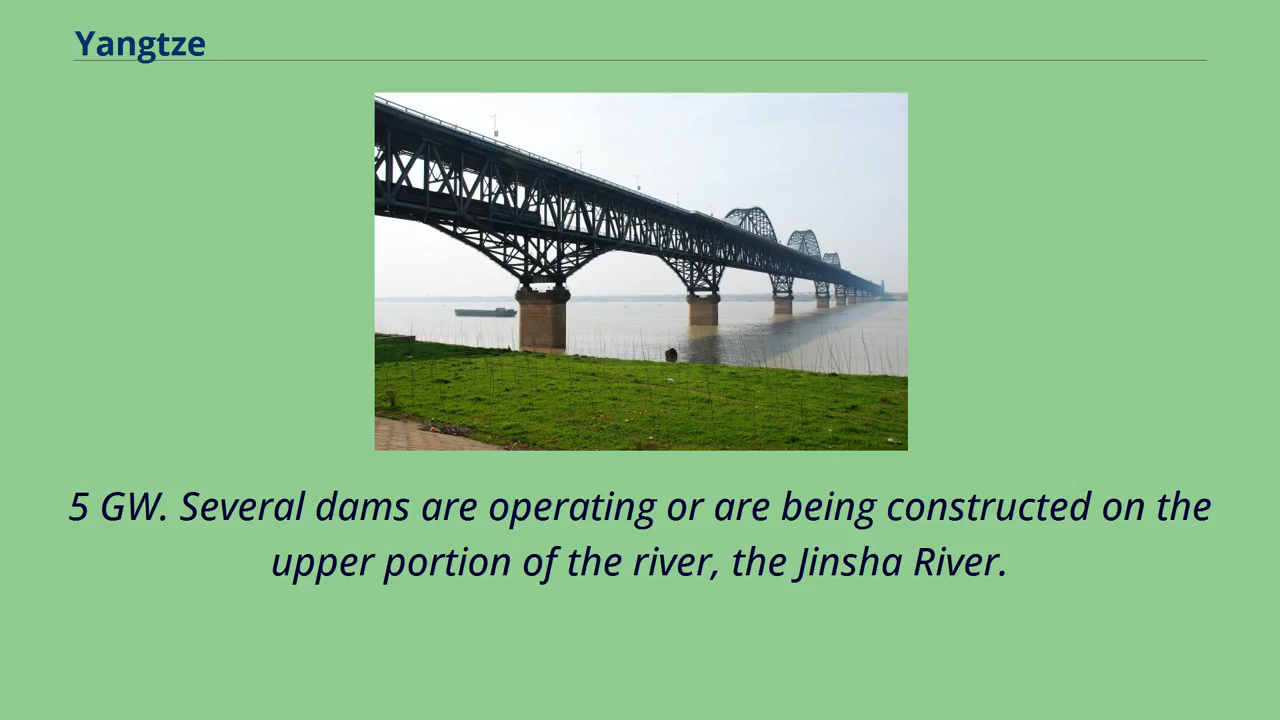 Yangtze
5 GW. Several dams are operating or are being constructed on the
upper portion of the river, the Jinsha River.